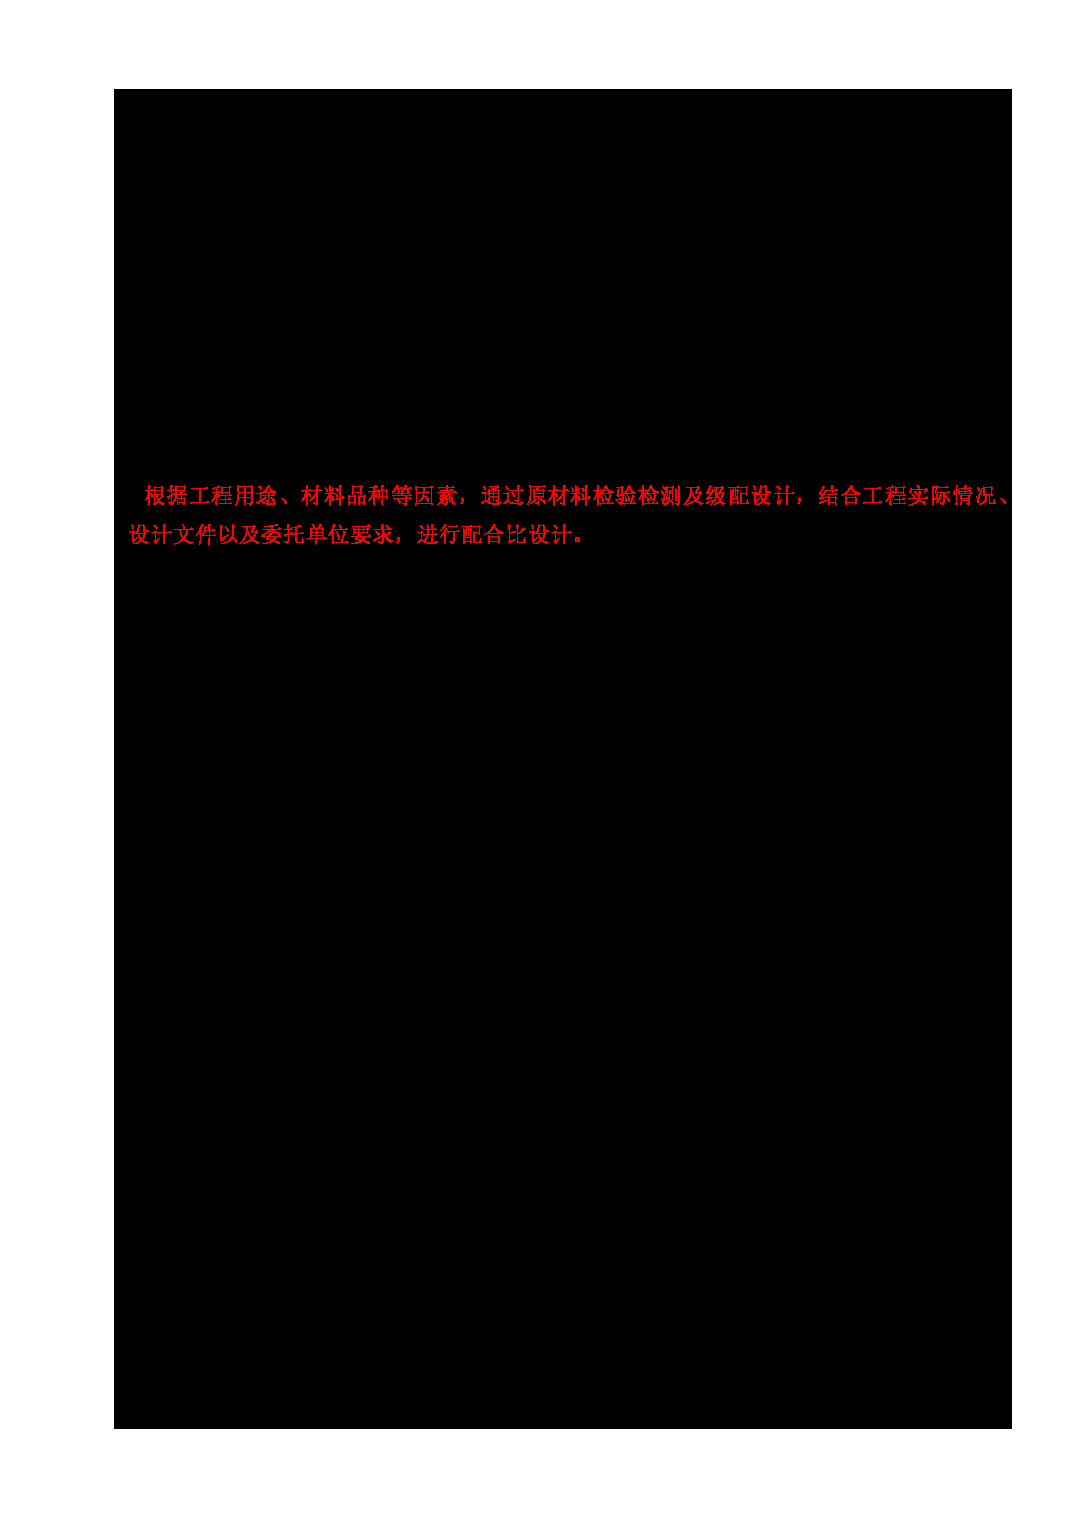 根据工程用途、材料品种等因素，通过原材料检验检测及级配设计，结合工程实际情况、
设计文件以及委托单位要求，进行配合比设计。